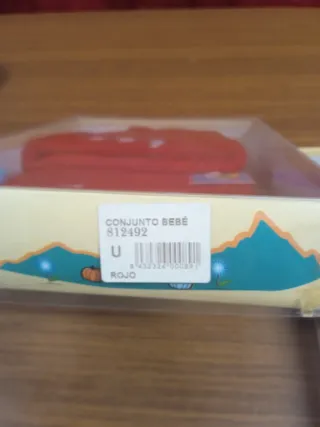 CONJUNTO BEBÉ
812492
U
ROJO